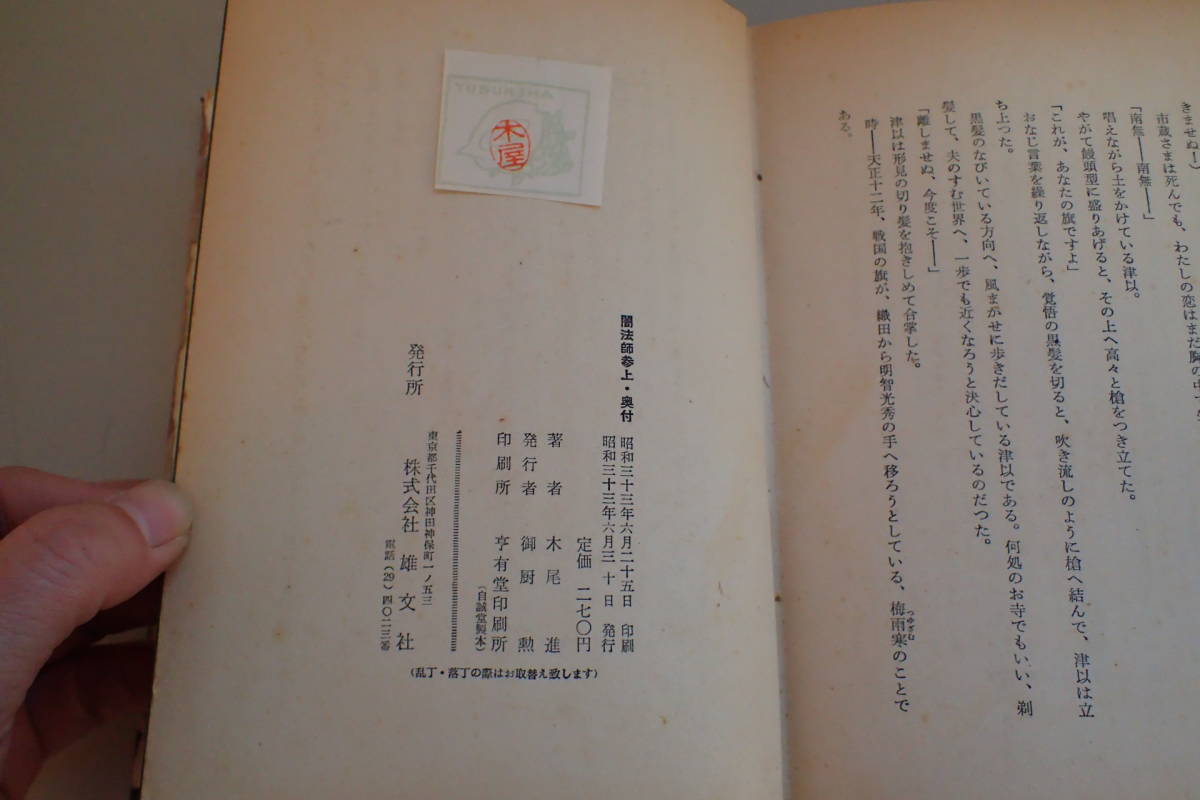 市蔵さまは死んでも、わたしの恋はまだ胸の中で
「南無――南無――」
唱えながら土をかけている津以。
やがて饅頭型に盛りあげると、その上へ高々と槍をつき立てた。
「これが、あなたの旗ですよ」
おなじ言葉を繰り返しながら、覚悟の黒髪を切ると、吹き流しのように槍へ結んで、津以は立
ち上つた。
黒髪のなびいている方向へ、風まかせに歩きだしている津以である。何処のお寺でもいい、剃
髪して、夫のすむ世界へ、一歩でも近くなろうと決心しているのだつた。
「離しませぬ、今度こそ――」
津以は形見の切り髪を抱きしめて合掌した。
時――天正十二年、戦国の旗が、織田から明智光秀の手へ移ろうとしている、梅雨寒のことで
つゆざむ
ある。
木屋
闇法師参上・奥付
昭和三十三年六月二十五日 印刷
昭和三十三年六月三十日 発行
定価 二七〇円
著者 木尾進
発行者 御厨勲
印刷所 亨有堂印刷所
(自誠堂製本)
東京都千代田区神田神保町一ノ五三
発行所 株式会社 雄文社
電話(29)四〇二三番
(乱丁・落丁の際はお取替え致します)